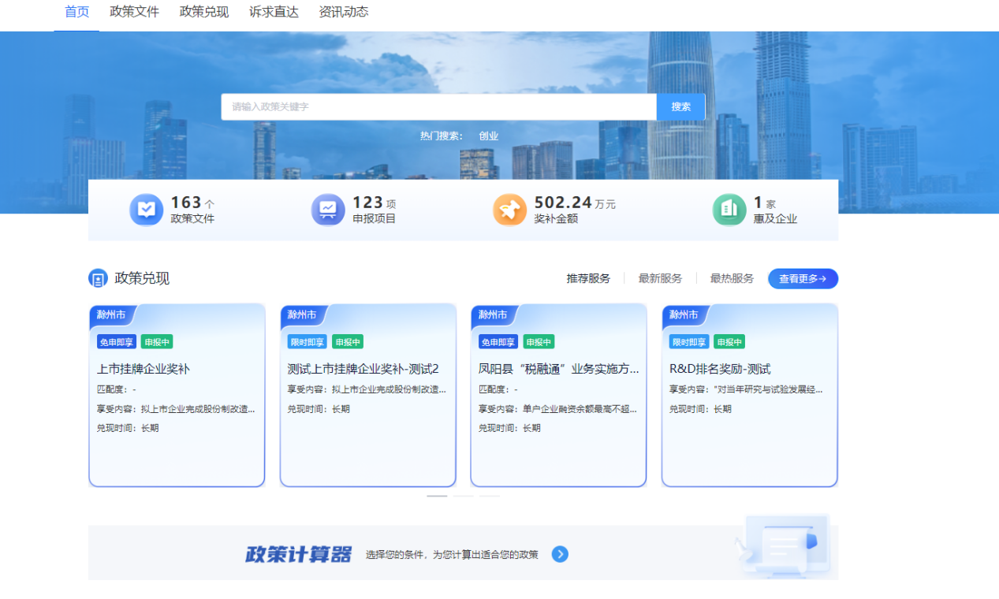 首页 政策文件 政策兑现 诉求直达 资讯动态
请输入政策关键字 搜索
热门搜索： 创业
163个 123项 502.24万元 1家
政策文件 申报项目 奖补金额 惠及企业
政策兑现 推荐服务 最新服务 最热服务 查看更多→
滁州市 滁州市 滁州市 滁州市
免申即享 申报中 限时即享 申报中 免申即享 申报中 限时即享 申报中
上市挂牌企业奖补 测试上市挂牌企业奖补-测试2 凤阳县“税融通”业务实施方... R&D排名奖励-测试
匹配度：- 享受内容：拟上市企业完成股份制改造... 匹配度：- 享受内容："对当年研究与试验发展经...
享受内容：拟上市企业完成股份制改造... 兑现时间：长期 享受内容：单户企业融资余额最高不超... 兑现时间：长期
兑现时间：长期 兑现时间：长期
政策计算器 选择您的条件，为您计算出适合您的政策